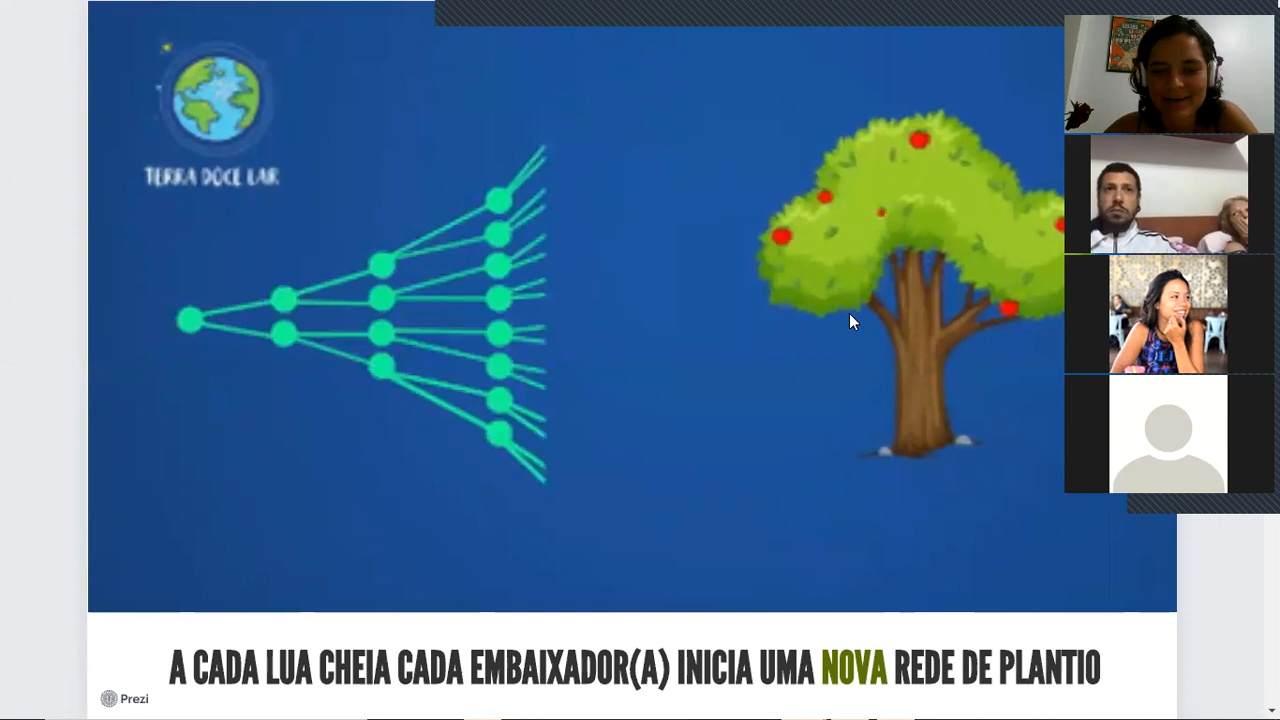 TERRA DOCE LAR
A CADA LUA CHEIA CADA EMBAIXADOR(A) INICIA UMA NOVA REDE DE PLANTIO
Prezi